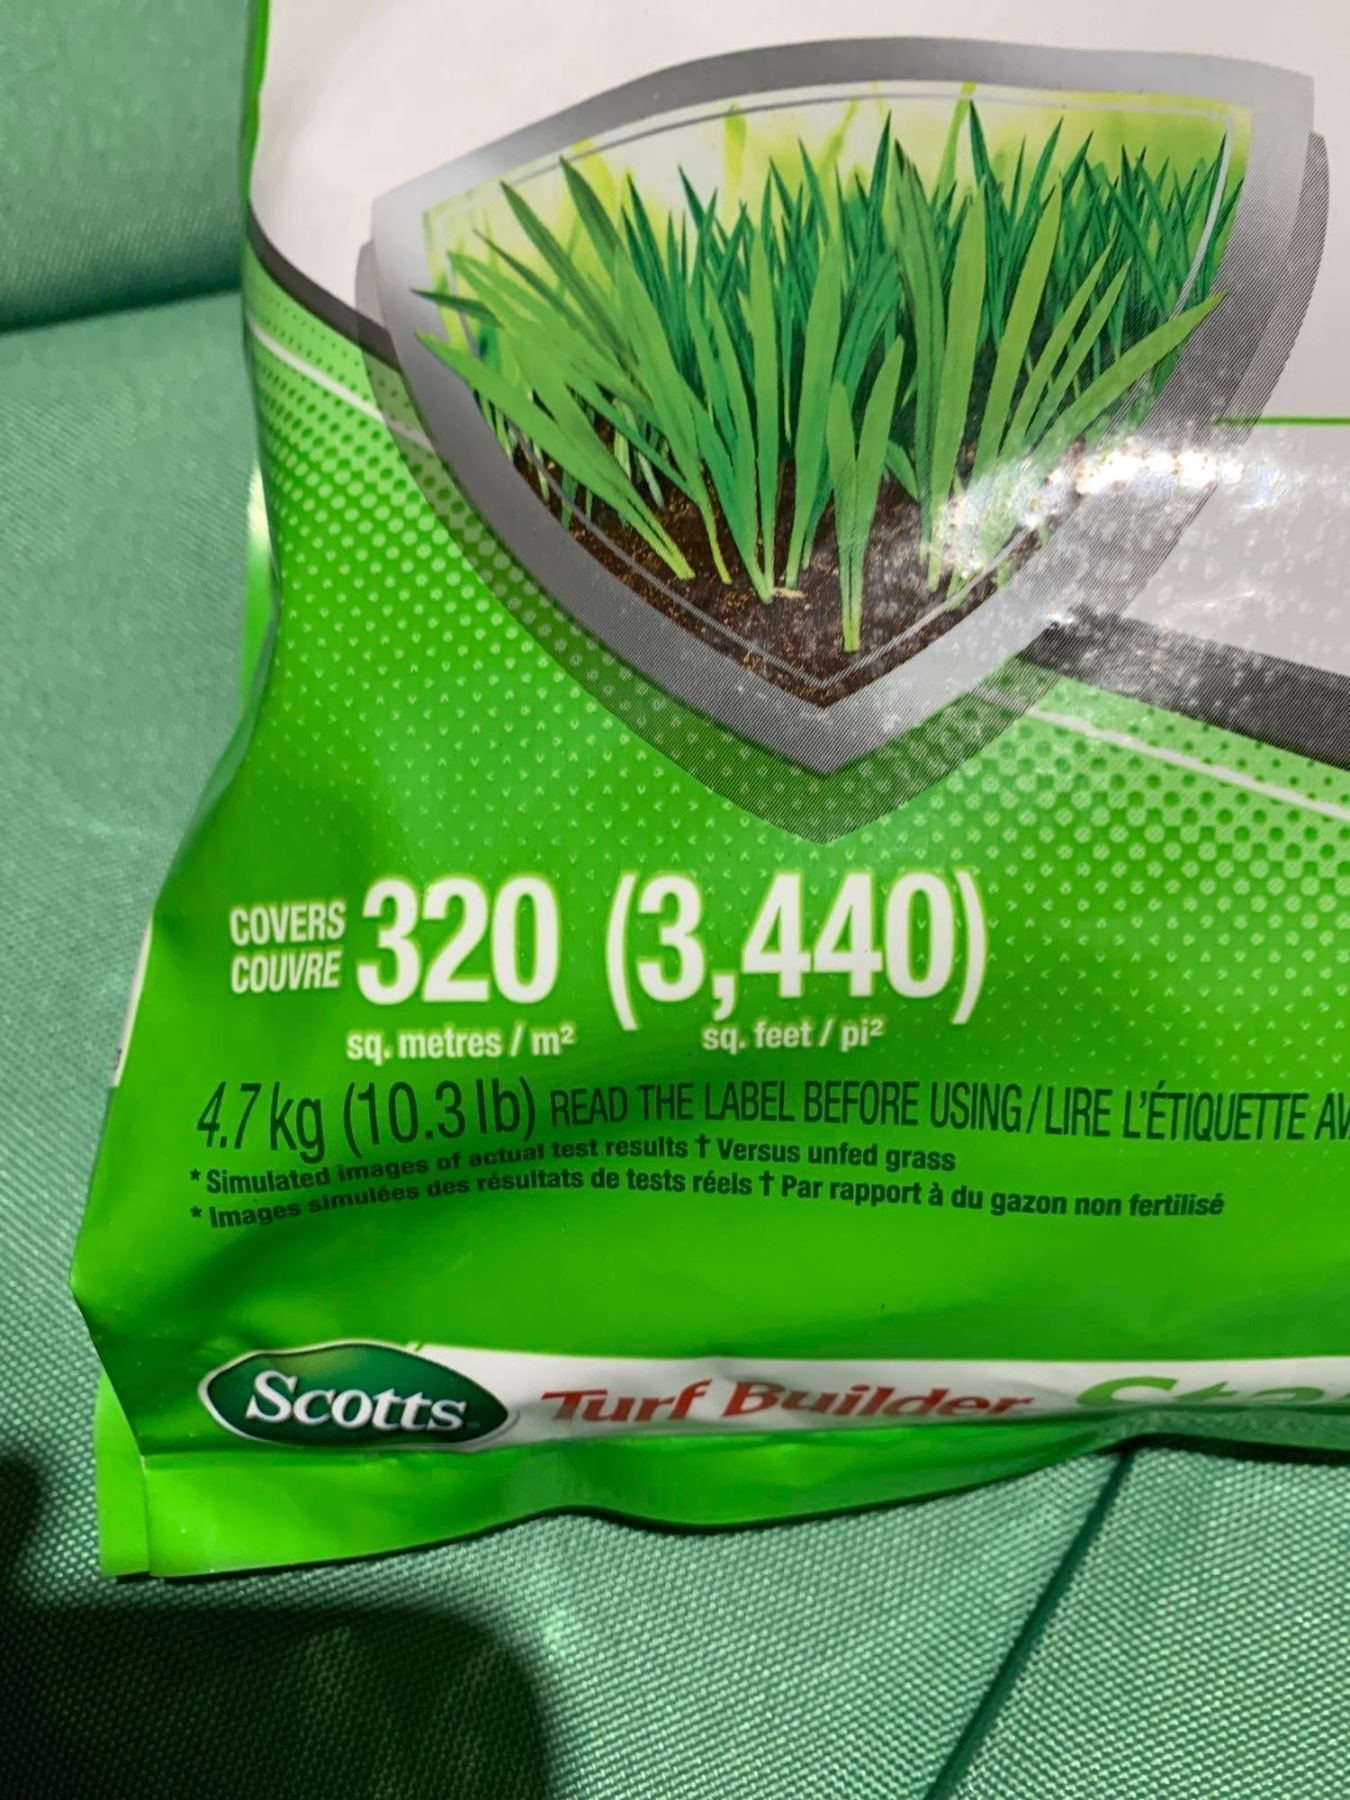 COVERS
COUVRE
320 (3,440)
sq. metres / m² sq. feet / pi²
4.7 kg (10.3 lb) READ THE LABEL BEFORE USING / LIRE L'ÉTIQUETTE
* Simulated images of actual test results † Versus unfed grass
* Images simulées des résultats de tests réels † Par rapport à du gazon non fertilisé
Scotts Turf Builder